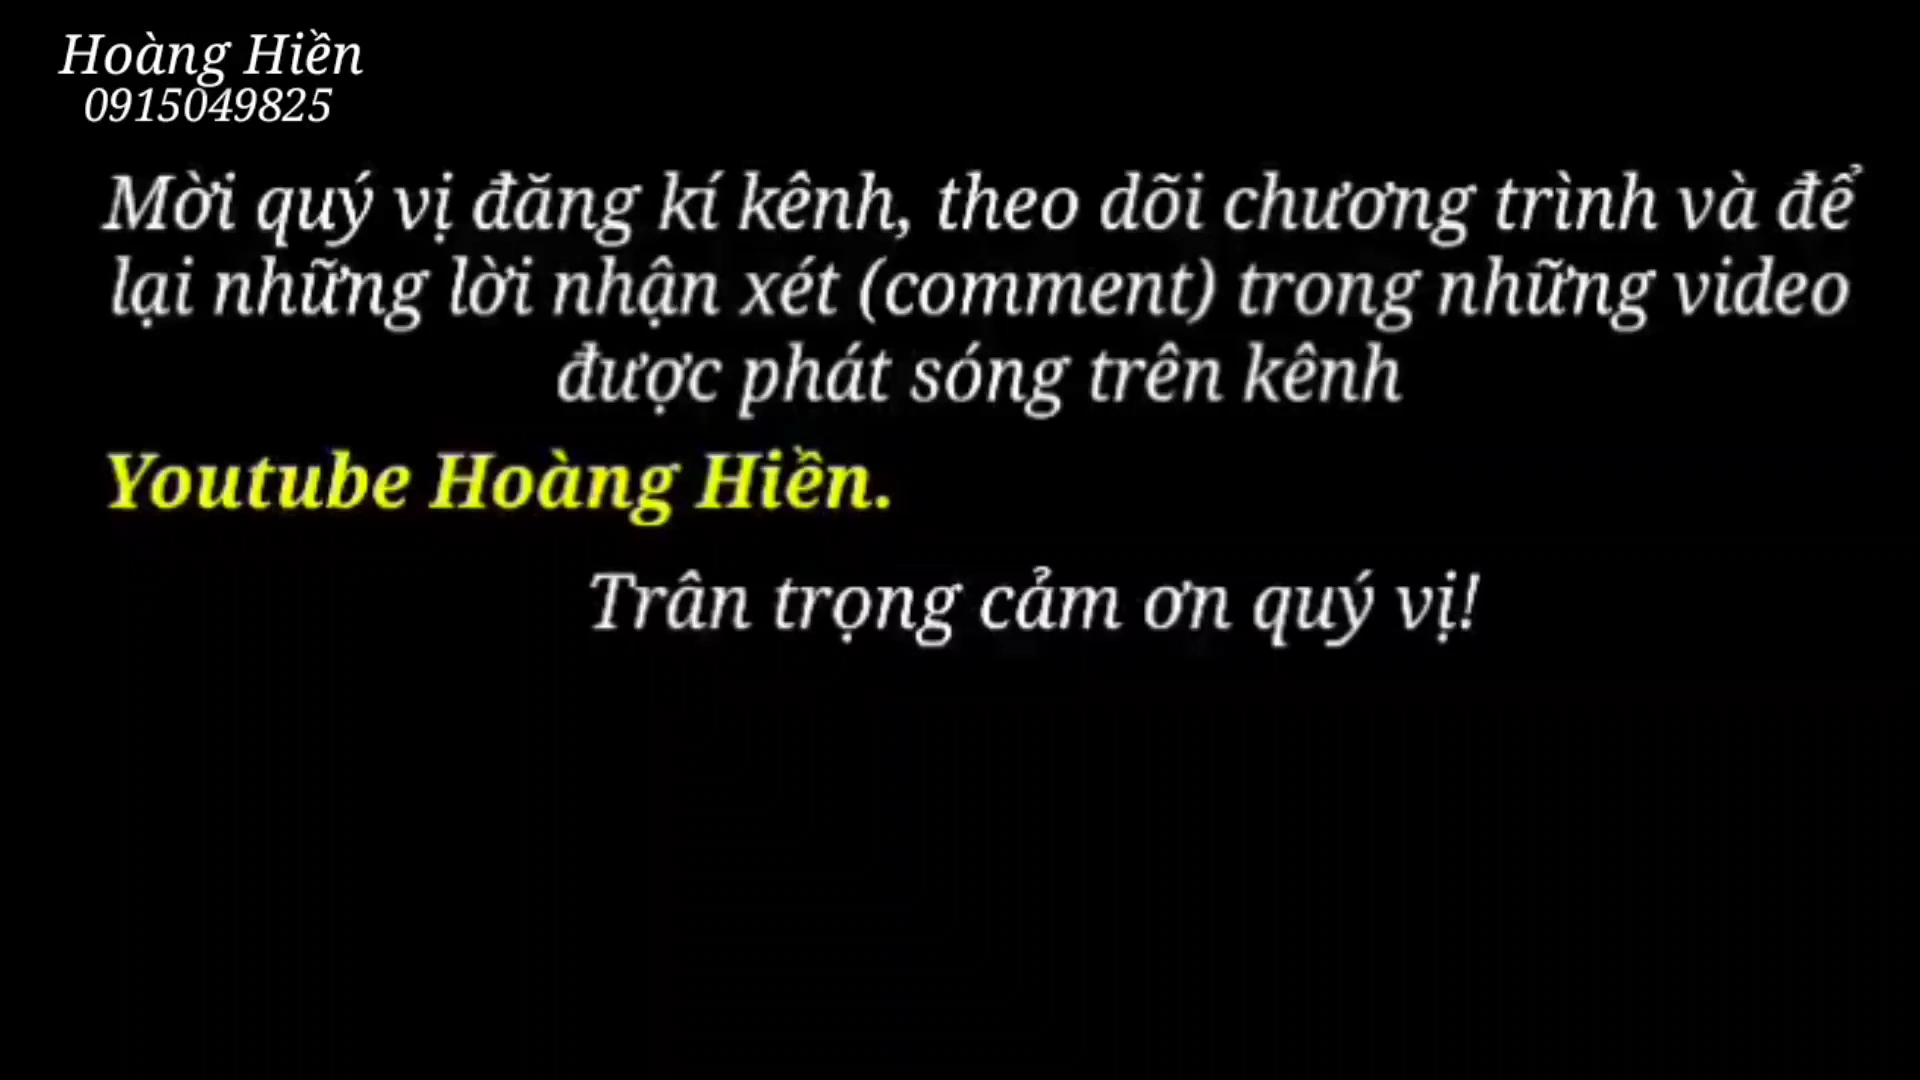 Hoàng Hiền
0915049825
Mời quý vị đăng kí kênh, theo dõi chương trình và để
lại những lời nhận xét (comment) trong những video
được phát sóng trên kênh
Youtube Hoàng Hiền.
Trân trọng cảm ơn quý vị!